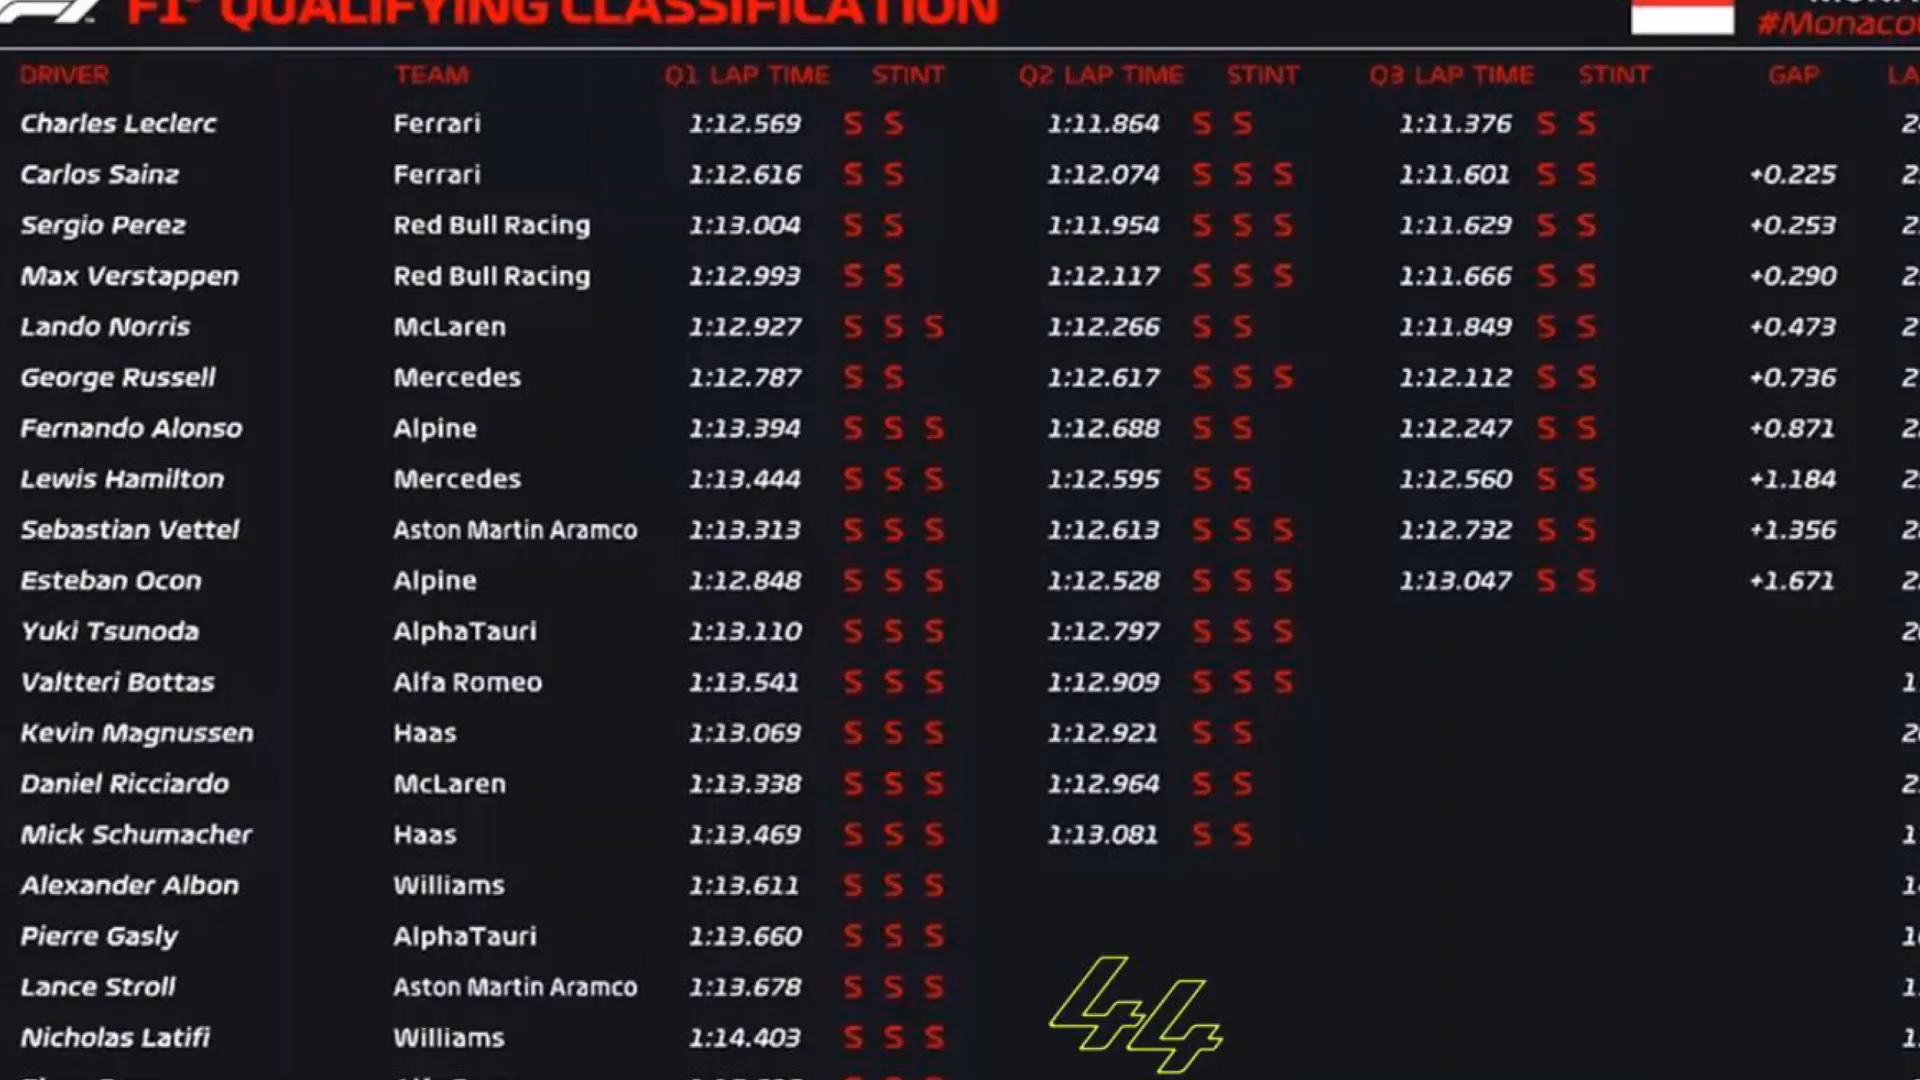 F1® QUALIFYING CLASSIFICATION
#Monaco
DRIVER TEAM Q1 LAP TIME STINT Q2 LAP TIME STINT Q3 LAP TIME STINT GAP
Charles Leclerc Ferrari 1:12.569 S S 1:11.864 S S 1:11.376 S S
Carlos Sainz Ferrari 1:12.616 S S 1:12.074 S S S 1:11.601 S S +0.225
Sergio Perez Red Bull Racing 1:13.004 S S 1:11.954 S S S 1:11.629 S S +0.253
Max Verstappen Red Bull Racing 1:12.993 S S 1:12.117 S S S 1:11.666 S S +0.290
Lando Norris McLaren 1:12.927 S S S 1:12.266 S S 1:11.849 S S +0.473
George Russell Mercedes 1:12.787 S S 1:12.617 S S S 1:12.112 S S +0.736
Fernando Alonso Alpine 1:13.394 S S S 1:12.688 S S 1:12.247 S S +0.871
Lewis Hamilton Mercedes 1:13.444 S S S 1:12.595 S S 1:12.560 S S +1.184
Sebastian Vettel Aston Martin Aramco 1:13.313 S S S 1:12.613 S S S 1:12.732 S S +1.356
Esteban Ocon Alpine 1:12.848 S S S 1:12.528 S S S 1:13.047 S S +1.671
Yuki Tsunoda AlphaTauri 1:13.110 S S S 1:12.797 S S S
Valtteri Bottas Alfa Romeo 1:13.541 S S S 1:12.909 S S S
Kevin Magnussen Haas 1:13.069 S S S 1:12.921 S S
Daniel Ricciardo McLaren 1:13.338 S S S 1:12.964 S S
Mick Schumacher Haas 1:13.469 S S S 1:13.081 S S
Alexander Albon Williams 1:13.611 S S S
Pierre Gasly AlphaTauri 1:13.660 S S S
Lance Stroll Aston Martin Aramco 1:13.678 S S S
Nicholas Latifi Williams 1:14.403 S S S
44